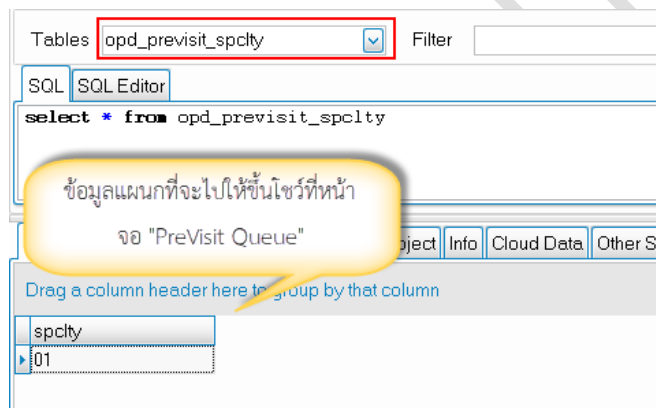 Tables opd_previsit_spclty Filter
SQL SQL Editor
select * from opd_previsit_spclty
ข้อมูลแผนกที่จะไปให้ขึ้นโชว์ที่หน้า
จอ "PreVisit Queue"
Info Cloud Data Other S
Drag a column header here to group by that column
spclty
01